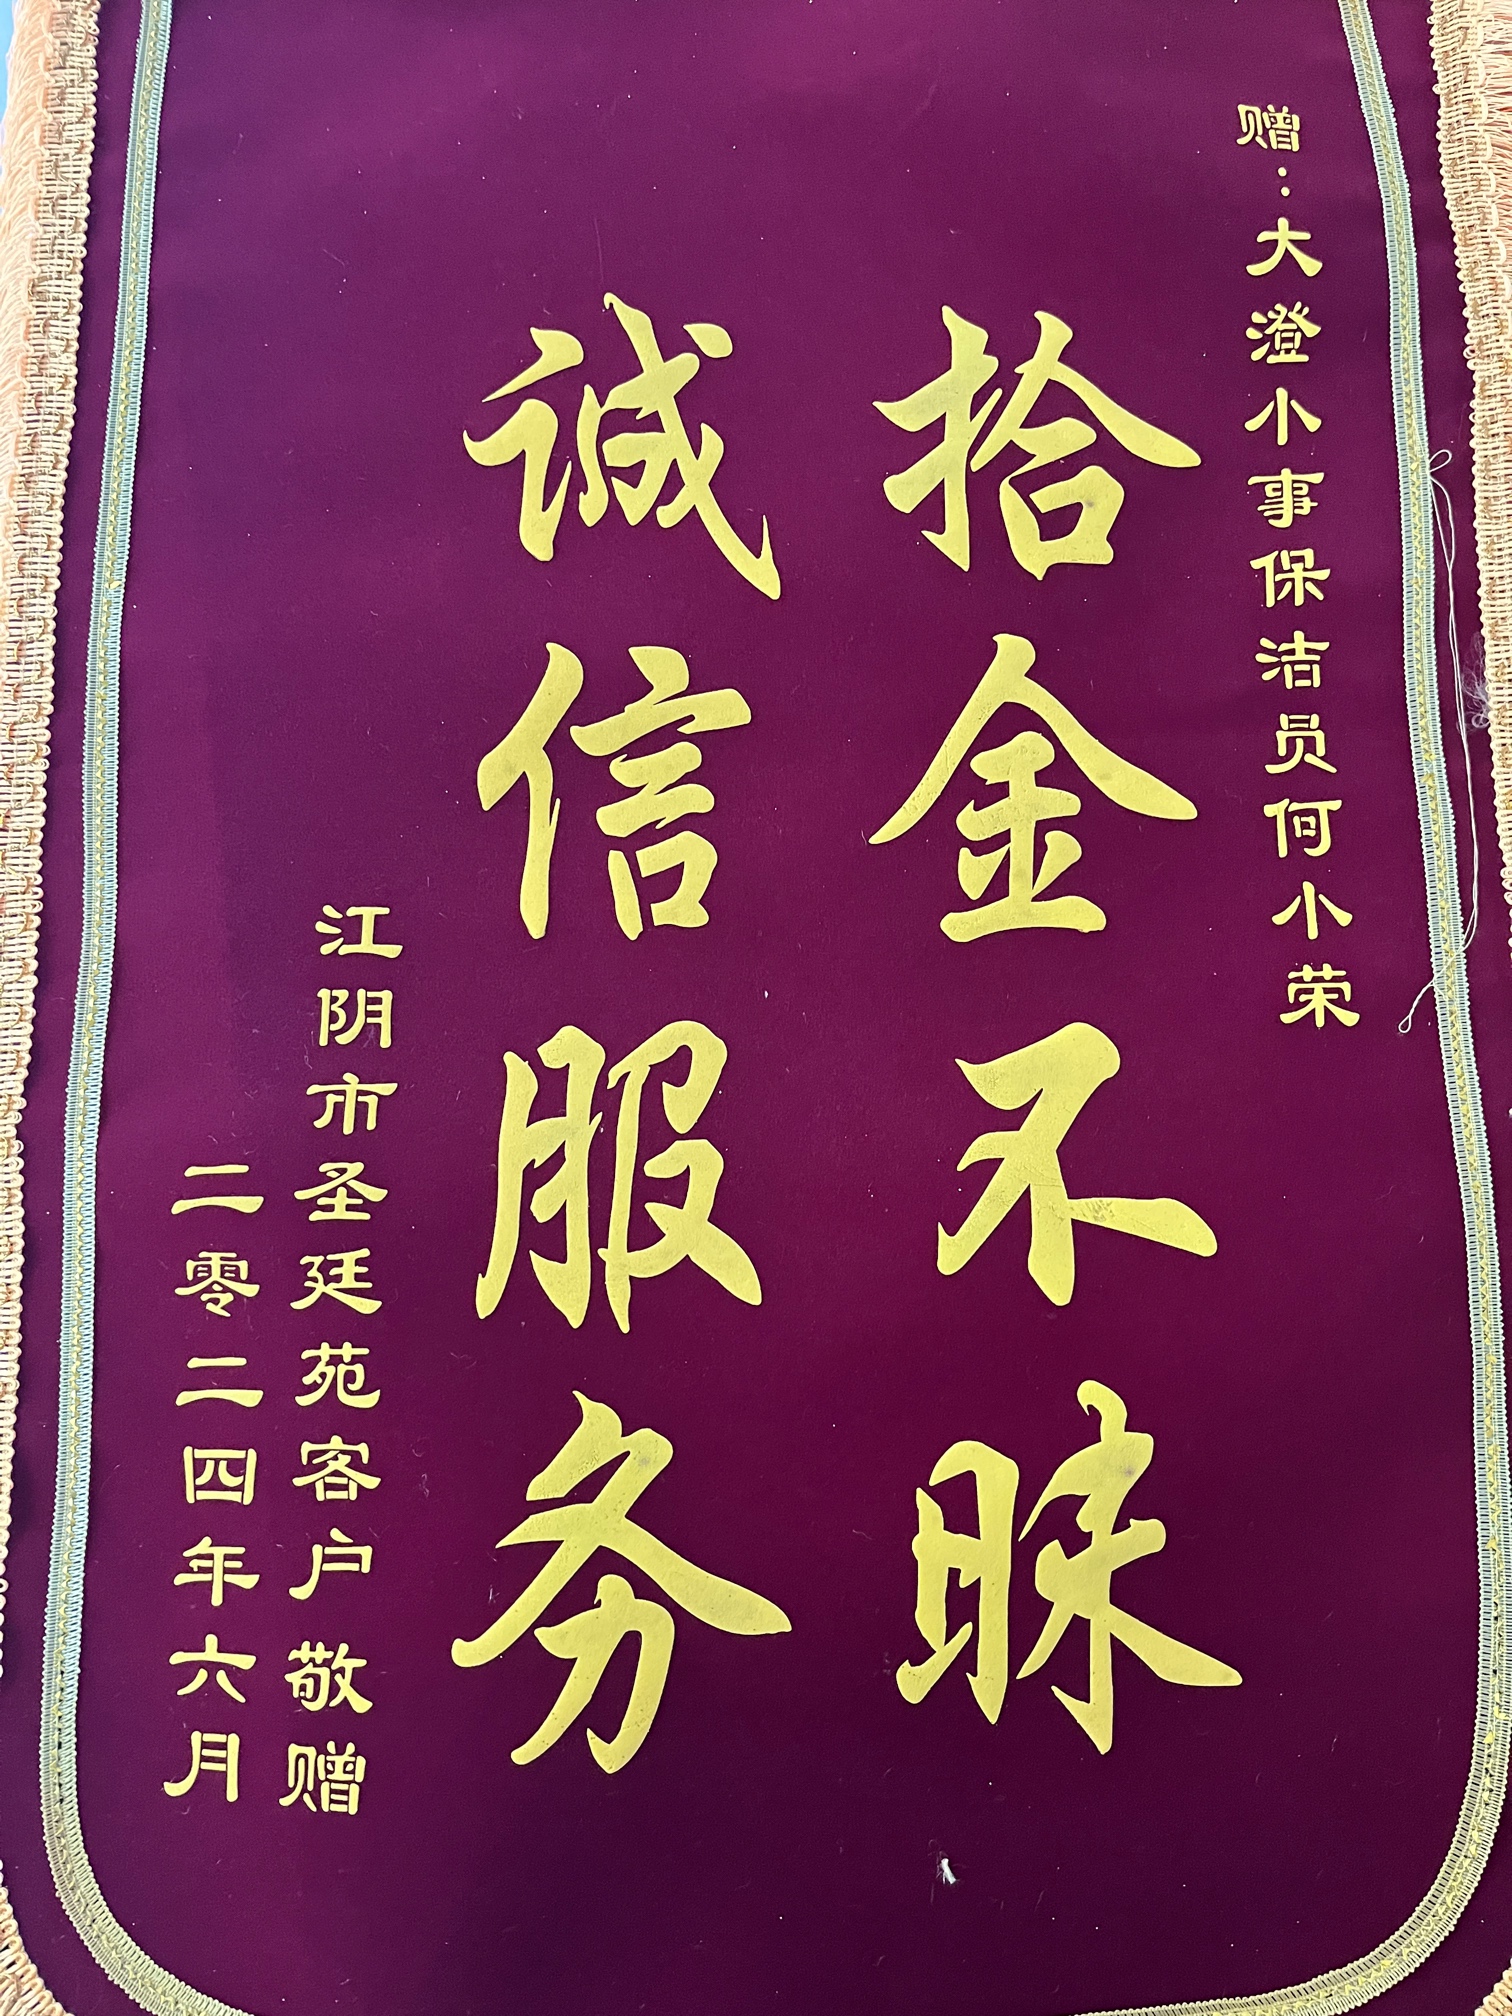 赠：大澄小事保洁员何小荣
拾金不昧
诚信服务
江阴市圣廷苑客户敬赠
二零二四年六月